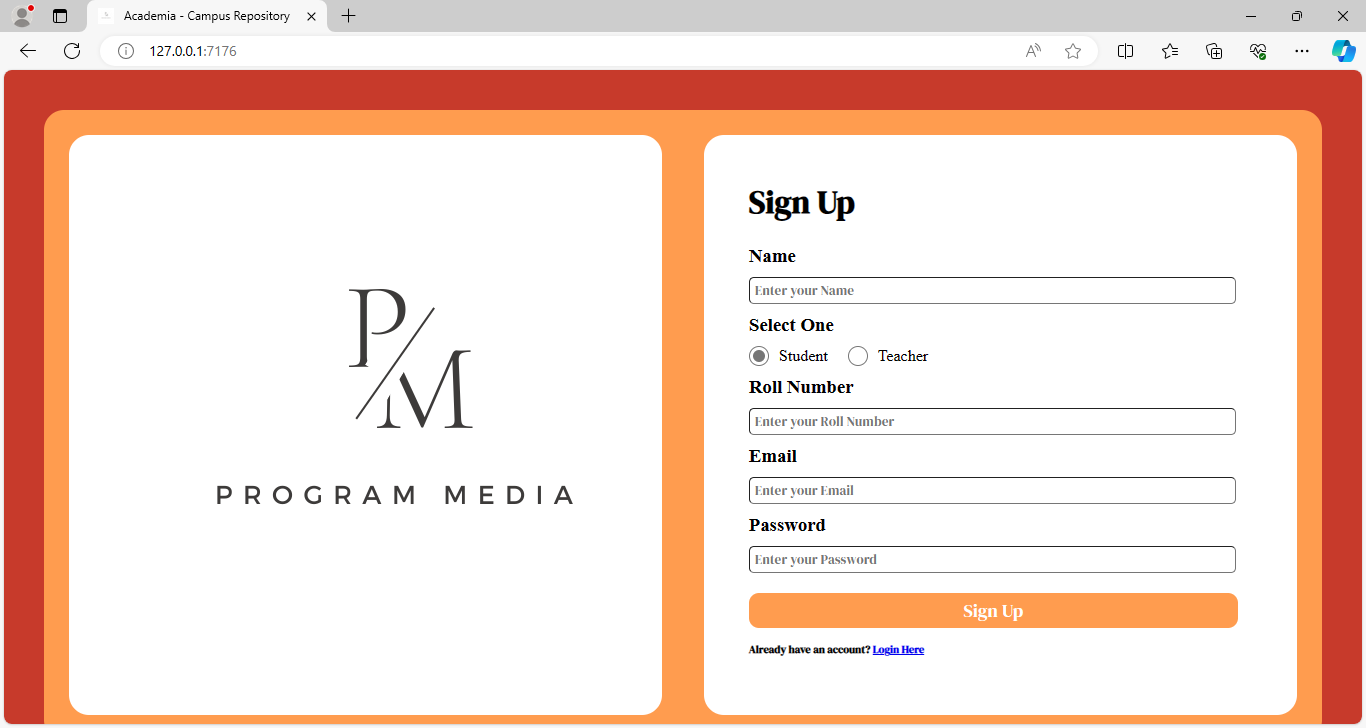 Academia - Campus Repository
127.0.0.1:7176
PM
PROGRAM MEDIA
Sign Up
Name
Enter your Name
Select One
Student Teacher
Roll Number
Enter your Roll Number
Email
Enter your Email
Password
Enter your Password
Sign Up
Already have an account? Login Here